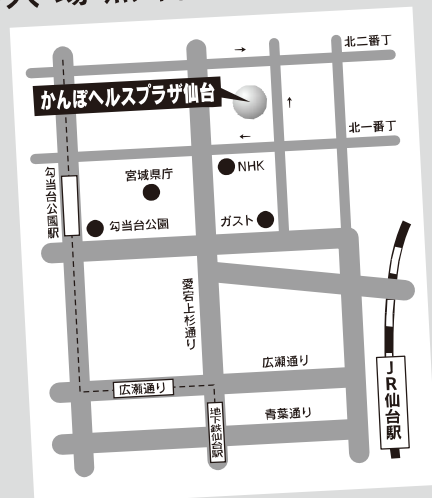 北二番丁
かんぽヘルスプラザ仙台
北一番丁
NHK
宮城県庁
勾当台公園駅
勾当台公園
ガスト
愛宕上杉通り
広瀬通り
広瀬通り
JR仙台駅
地下鉄仙台駅
青葉通り